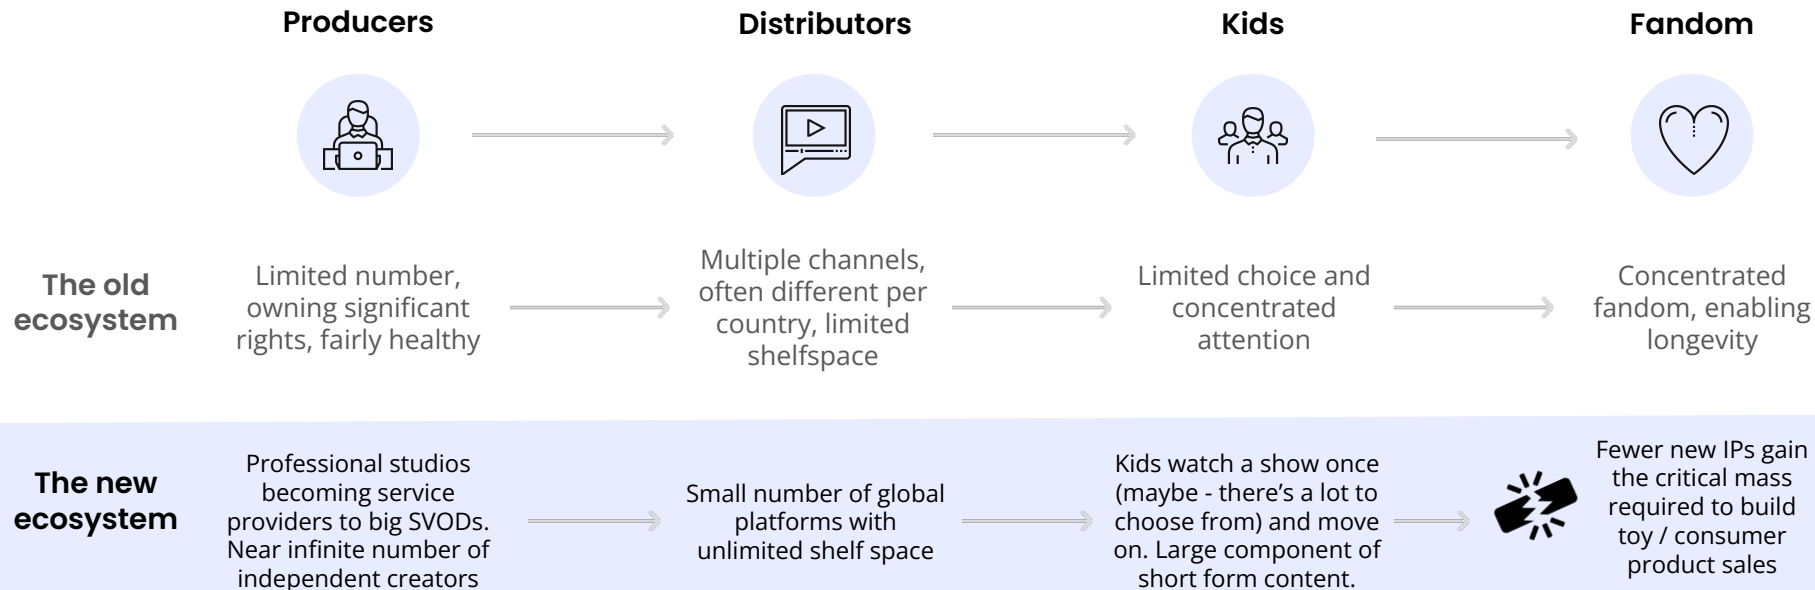 Producers
Distributors
Kids
Fandom
The old
ecosystem
Limited number,
owning significant
rights, fairly healthy
Multiple channels,
often different per
country, limited
shelfspace
Limited choice and
concentrated
attention
Concentrated
fandom, enabling
longevity
The new
ecosystem
Professional studios
becoming service
providers to big SVODs.
Near infinite number of
independent creators
Small number of global
platforms with
unlimited shelf space
Kids watch a show once
(maybe - there’s a lot to
choose from) and move
on. Large component of
short form content.
Fewer new IPs gain
the critical mass
required to build
toy / consumer
product sales